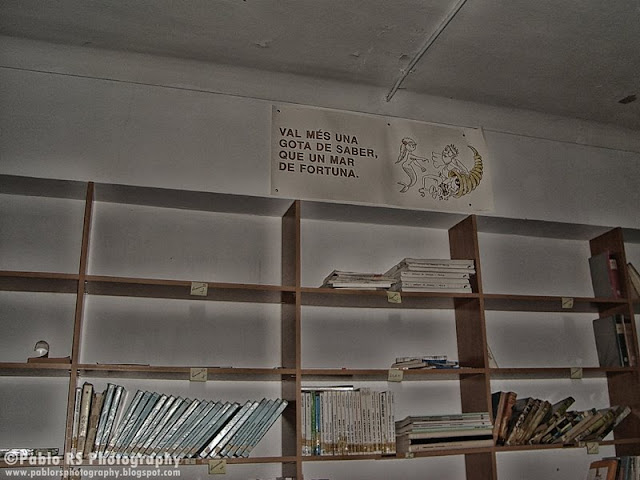 VAL MÉS UNA
GOTA DE SABER,
QUE UN MAR
DE FORTUNA.
©Pablo RS Photography
www.pablorsphotography.blogspot.com